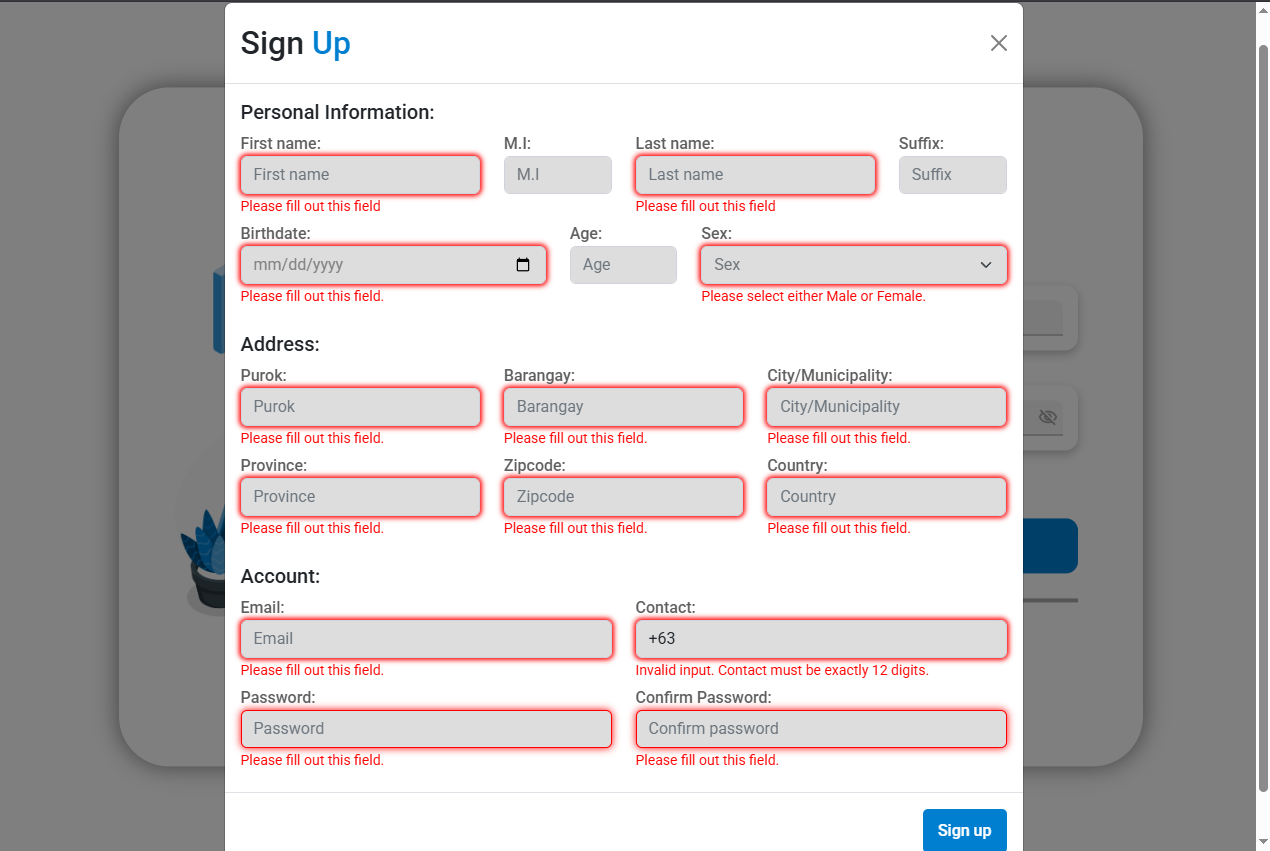 Sign Up
Personal Information:
First name: M.I: Last name: Suffix:
First name M.I Last name Suffix
Please fill out this field Please fill out this field
Birthdate: Age: Sex:
mm/dd/yyyy Age Sex
Please fill out this field. Please select either Male or Female.
Address:
Purok: Barangay: City/Municipality:
Purok Barangay City/Municipality
Please fill out this field. Please fill out this field. Please fill out this field.
Province: Zipcode: Country:
Province Zipcode Country
Please fill out this field. Please fill out this field. Please fill out this field.
Account:
Email: Contact:
Email +63
Please fill out this field. Invalid input. Contact must be exactly 12 digits.
Password: Confirm Password:
Password Confirm password
Please fill out this field. Please fill out this field.
Sign up